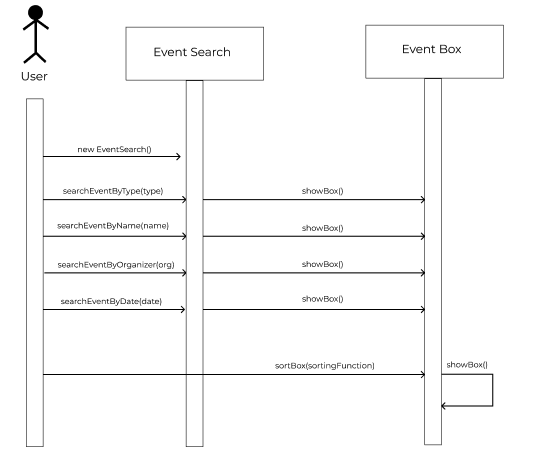 User
Event Search
Event Box
new EventSearch()
searchEventByType(type)
showBox()
searchEventByName(name)
showBox()
searchEventByOrganizer(org)
showBox()
searchEventByDate(date)
showBox()
sortBox(sortingFunction)
showBox()